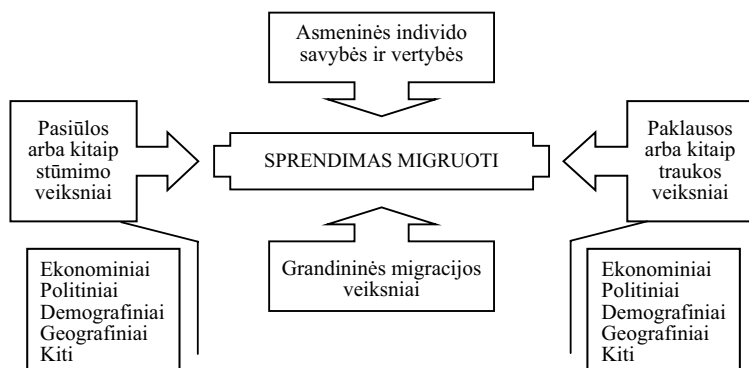 Asmeninės individo
savybės ir vertybės
Pasiūlos
arba kitaip
stūmimo
veiksniai
SPRENDIMAS MIGRUOTI
Paklausos
arba kitaip
traukos
veiksniai
Grandininės migracijos
veiksniai
Ekonominiai
Politiniai
Demografiniai
Geografiniai
Kiti
Ekonominiai
Politiniai
Demografiniai
Geografiniai
Kiti